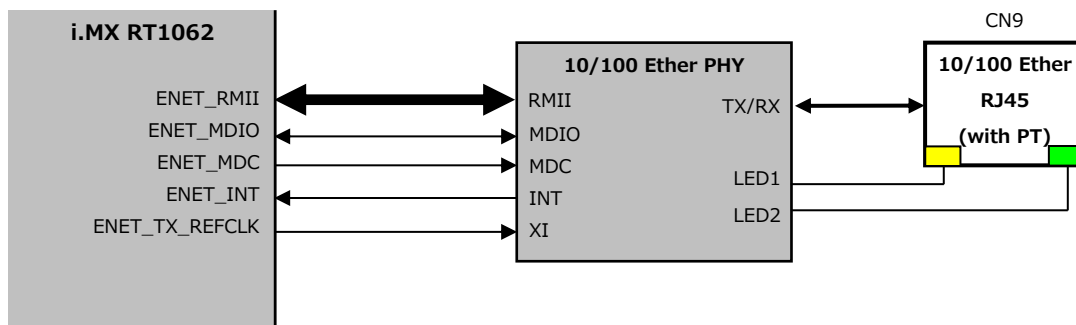 CN9
i.MX RT1062
10/100 Ether PHY
10/100 Ether
RJ45
(with PT)
ENET_RMII
ENET_MDIO
ENET_MDC
ENET_INT
ENET_TX_REFCLK
RMII
MDIO
MDC
INT
XI
TX/RX
LED1
LED2